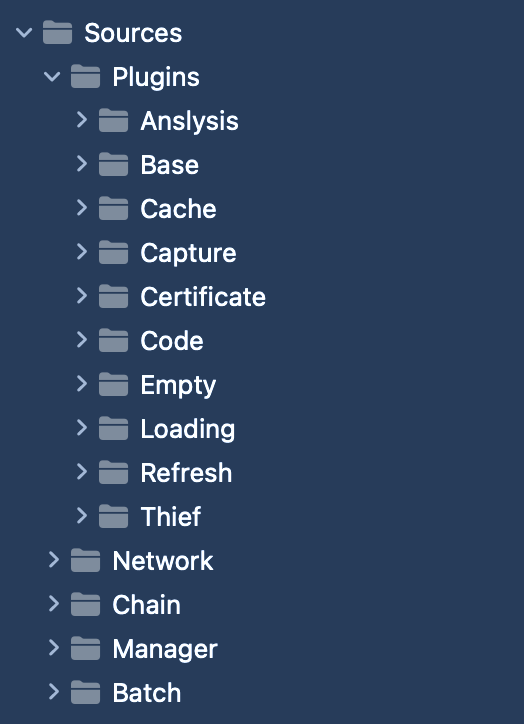 Sources
Plugins
Anslysis
Base
Cache
Capture
Certificate
Code
Empty
Loading
Refresh
Thief
Network
Chain
Manager
Batch